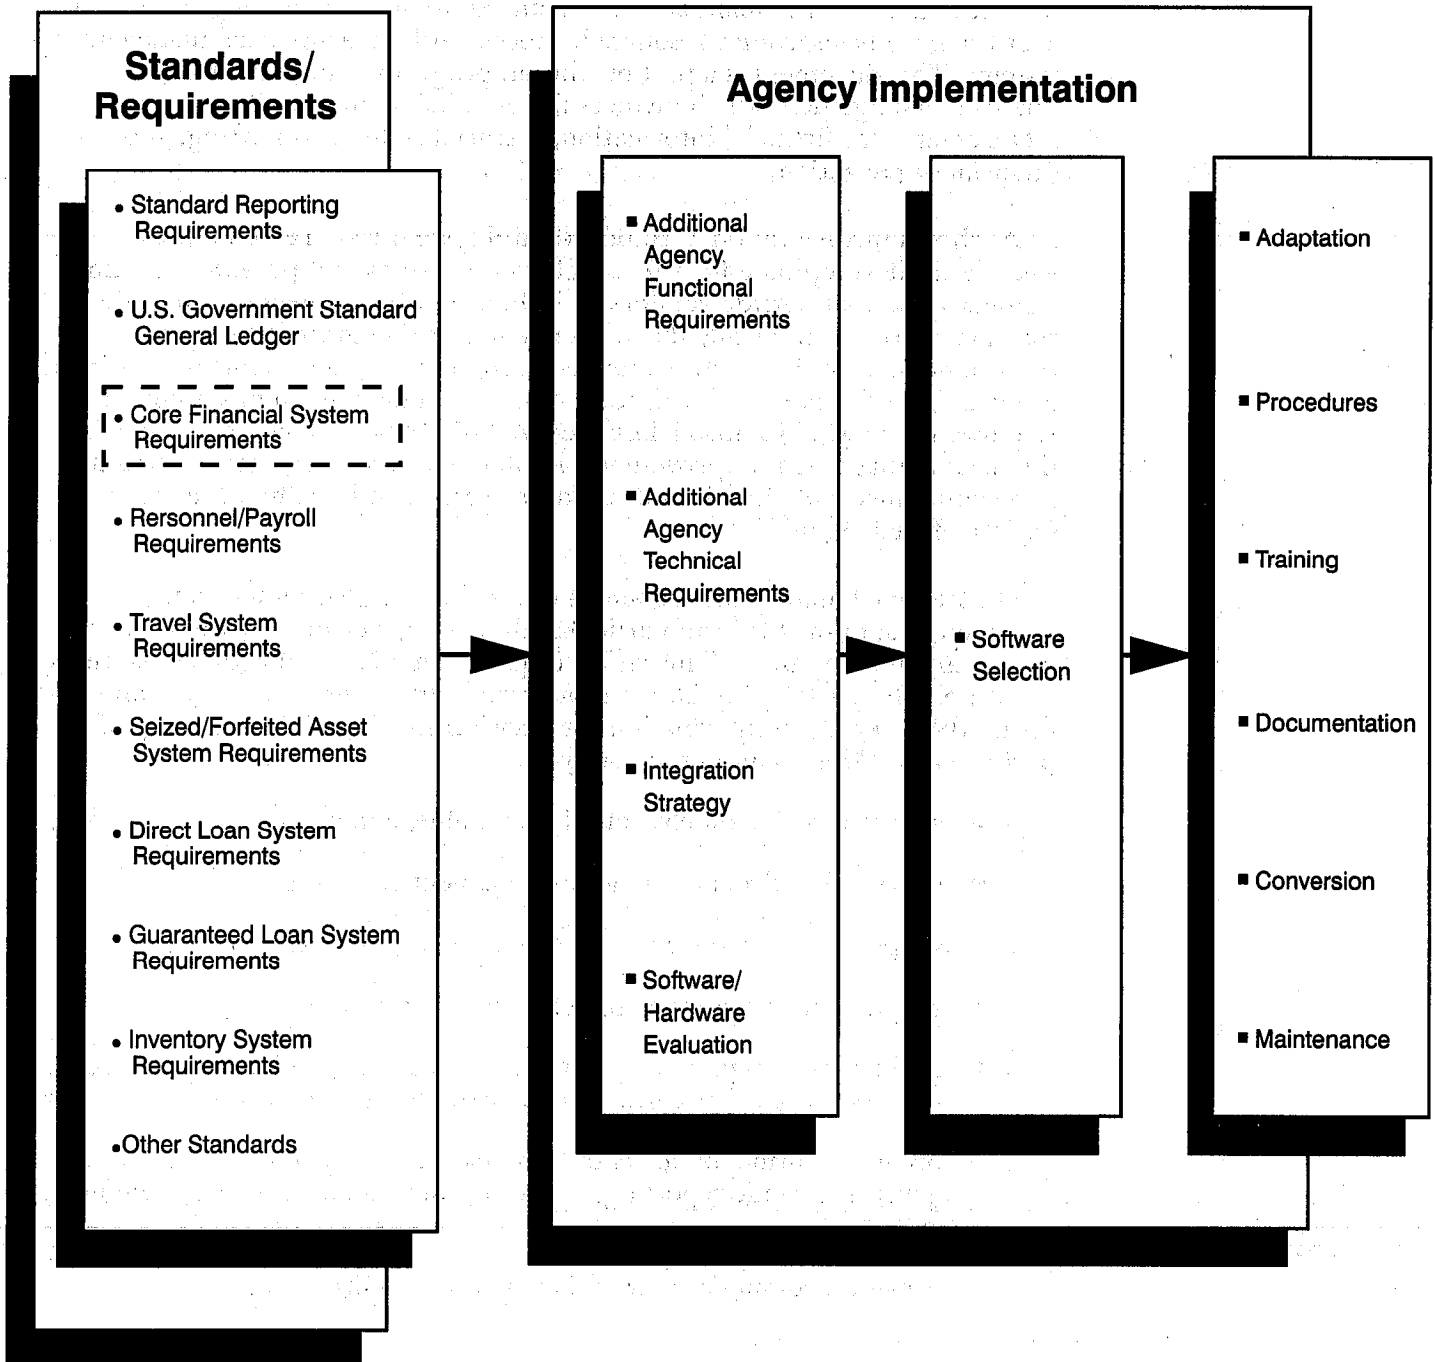 Standards/
Requirements
• Standard Reporting
Requirements
• U.S. Government Standard
General Ledger
• Core Financial System
Requirements
• Rersonnel/Payroll
Requirements
• Travel System
Requirements
• Seized/Forfeited Asset
System Requirements
• Direct Loan System
Requirements
• Guaranteed Loan System
Requirements
• Inventory System
Requirements
•Other Standards
Agency Implementation
■ Additional
Agency
Functional
Requirements
■ Additional
Agency
Technical
Requirements
■ Integration
Strategy
■ Software/
Hardware
Evaluation
■ Software
Selection
■ Adaptation
■ Procedures
■ Training
■ Documentation
■ Conversion
■ Maintenance